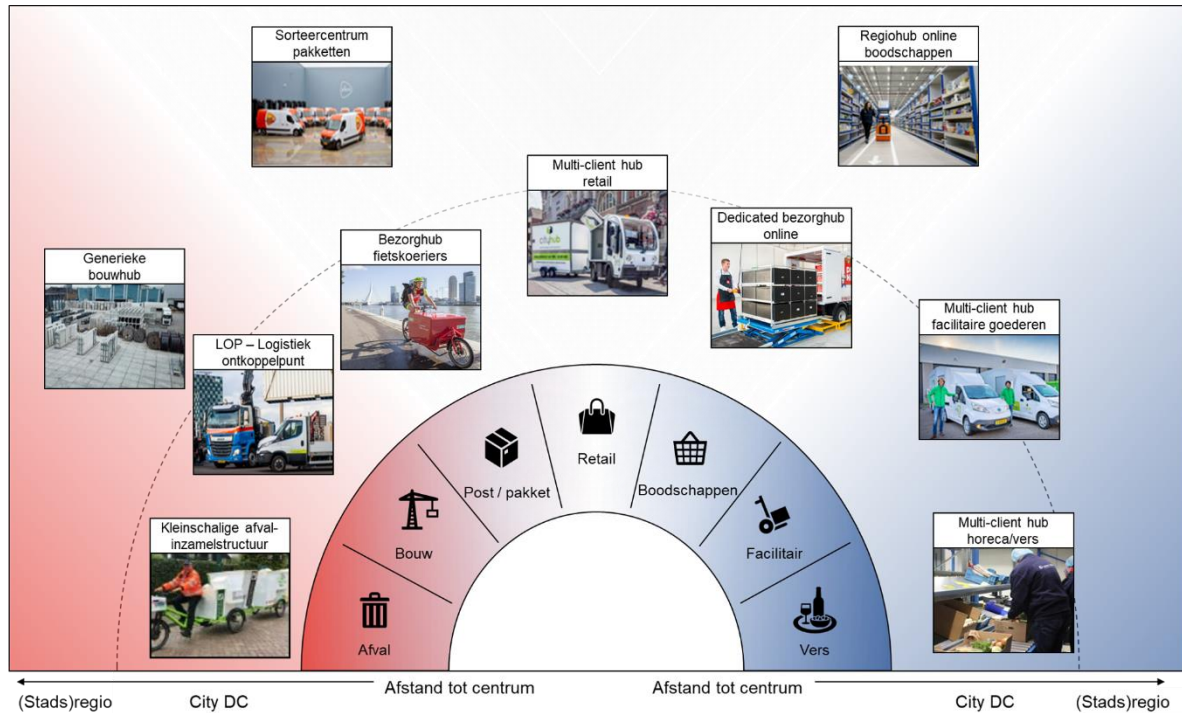 Sorteercentrum
pakketten
Regiohub online
boodschappen
Multi-client hub
retail
Dedicated bezorghub
online
Bezorghub
fietskoeriers
Generieke
bouwhub
Multi-client hub
facilitaire goederen
LOP – Logistiek
ontkoppelpunt
cityhub
Kleinschalige afval-
inzamelstructuur
Multi-client hub
horeca/vers
Retail
Post / pakket
Boodschappen
Bouw
Facilitair
Afval
Vers
(Stads)regio
City DC
Afstand tot centrum
Afstand tot centrum
City DC
(Stads)regio